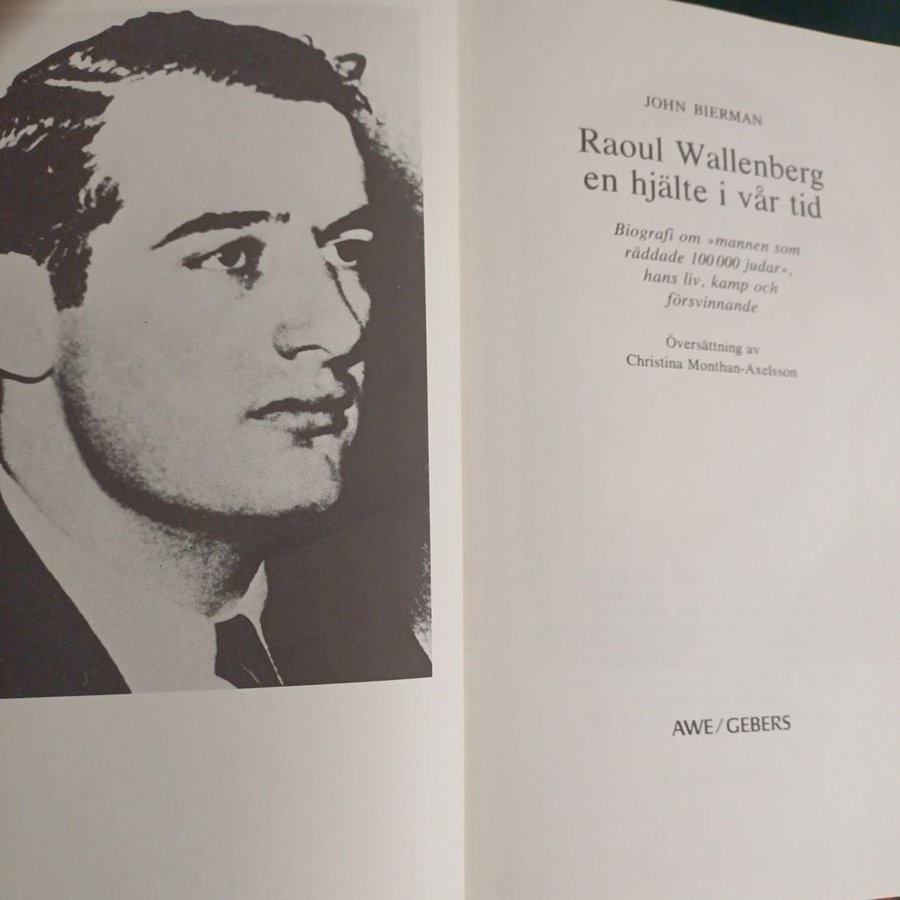 JOHN BIERMAN
Raoul Wallenberg
en hjälte i vår tid
Biografi om »mannen som
räddade 100 000 judar»,
hans liv, kamp och
försvinnande
Översättning av
Christina Monthan-Axelsson
AWE/GEBERS